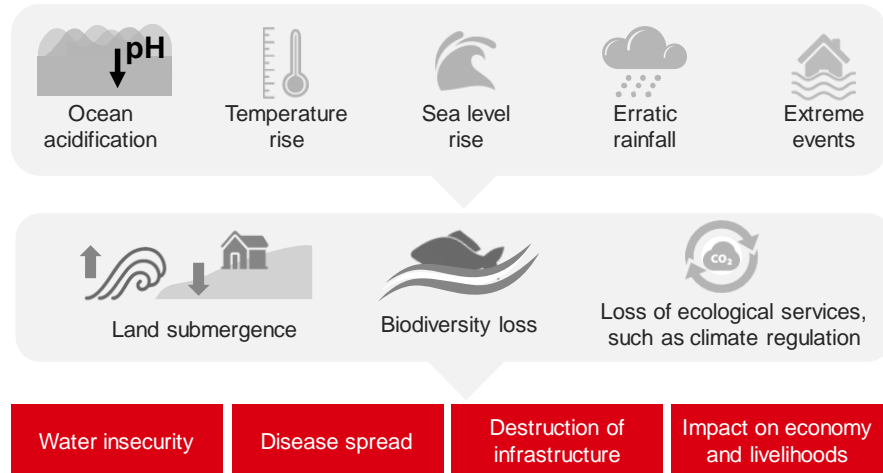 pH
Ocean
acidification
Temperature
rise
Sea level
rise
Erratic
rainfall
Extreme
events
Land submergence
Biodiversity loss
CO₂
Loss of ecological services,
such as climate regulation
Water insecurity
Disease spread
Destruction of
infrastructure
Impact on economy
and livelihoods